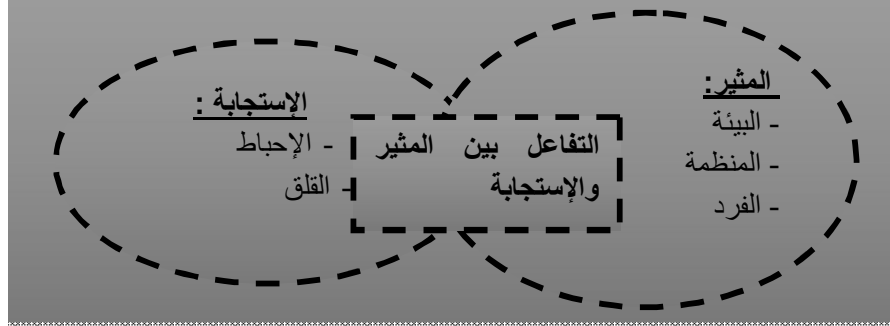 المثير:
- البيئة
- المنظمة
- الفرد
التفاعل بين المثير
والإستجابة
الإستجابة :
- الإحباط
- القلق